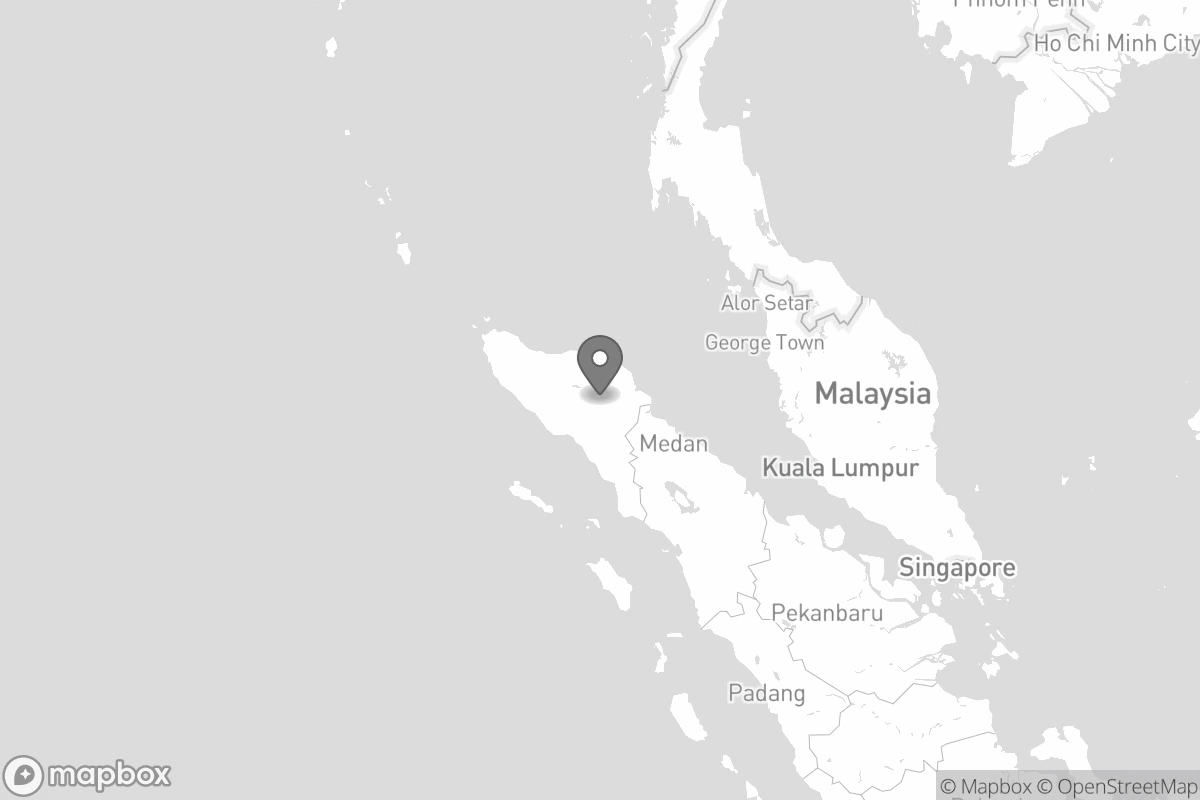 Phnom Penh
Ho Chi Minh City
Alor Setar
George Town
Malaysia
Medan
Kuala Lumpur
Singapore
Pekanbaru
Padang
mapbox
© Mapbox © OpenStreetMap